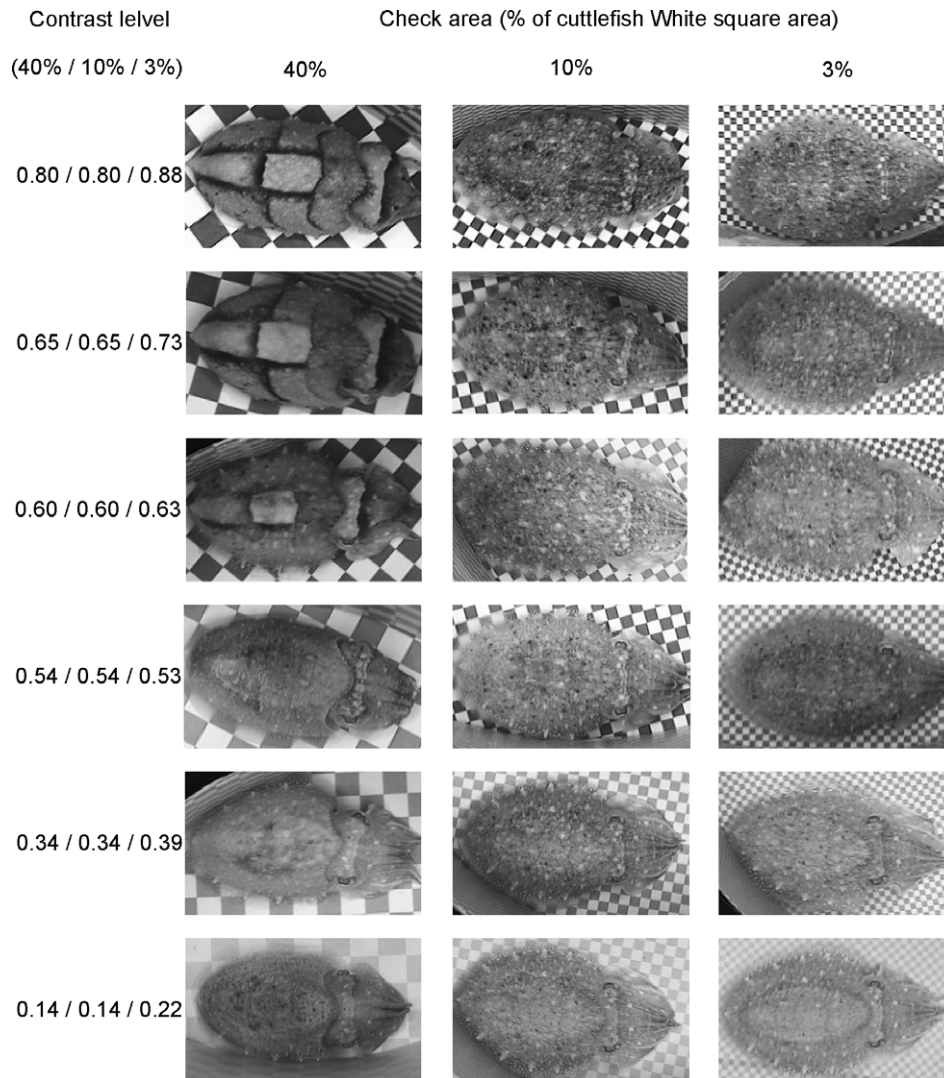 Contrast lelvel
Check area (% of cuttlefish White square area)
(40% / 10% / 3%)
40%
10%
3%
0.80 / 0.80 / 0.88
0.65 / 0.65 / 0.73
0.60 / 0.60 / 0.63
0.54 / 0.54 / 0.53
0.34 / 0.34 / 0.39
0.14 / 0.14 / 0.22